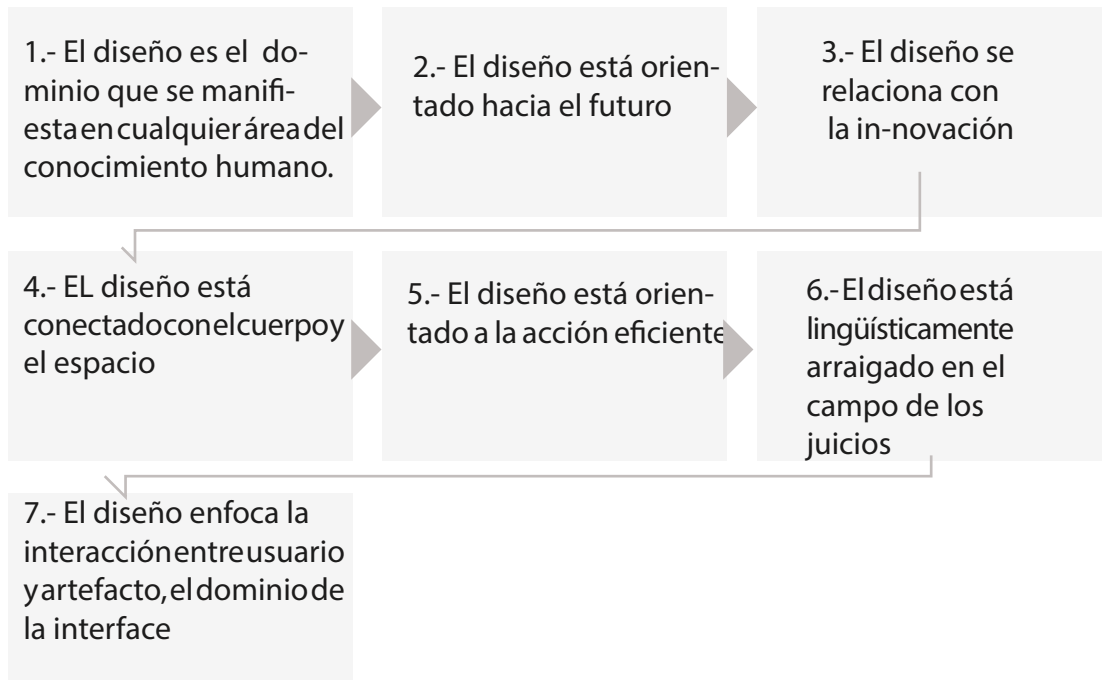 1.- El diseño es el do-
minio que se manifi-
esta en cualquier área del
conocimiento humano.
2.- El diseño está orien-
tado hacia el futuro
3.- El diseño se
relaciona con
la in-novación
4.- EL diseño está
conectado con el cuerpo y
el espacio
5.- El diseño está orien-
tado a la acción eficiente
6.- El diseño está
lingüísticamente
arraigado en el
campo de los
juicios
7.- El diseño enfoca la
interacción entre usuario
y artefacto, el dominio de
la interface